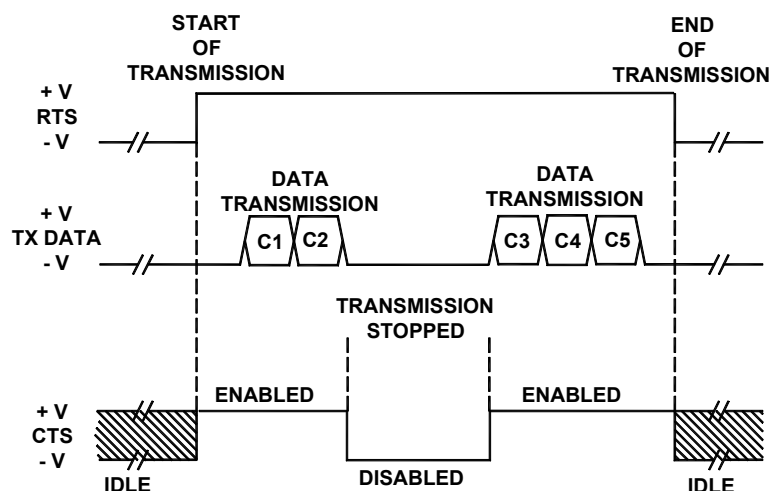 START
OF
TRANSMISSION
END
OF
TRANSMISSION
+ V
RTS
- V
DATA
TRANSMISSION
DATA
TRANSMISSION
+ V
TX DATA
- V
C1 C2 C3 C4 C5
TRANSMISSION
STOPPED
ENABLED ENABLED
+ V
CTS
- V
IDLE DISABLED IDLE